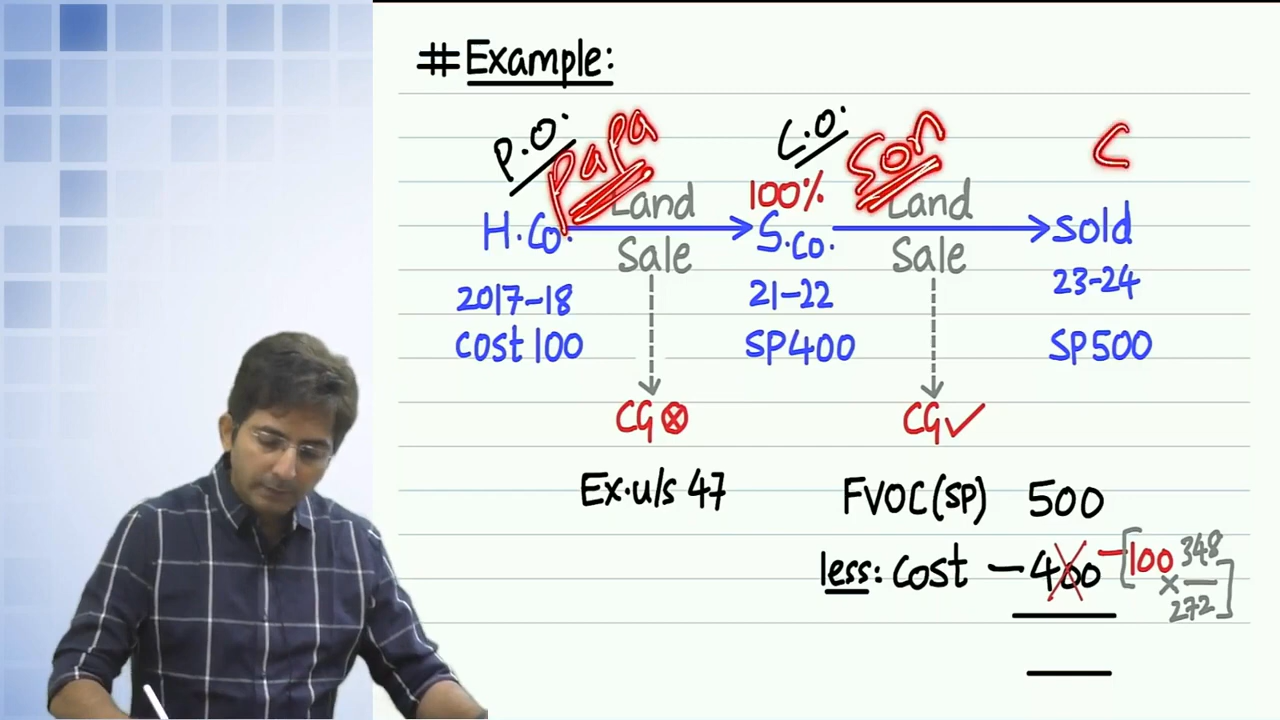 # Example:
P.O. Papa C.O. Son C
100%
H.Co. Land Sale S.Co. Land Sale Sold
2017-18 21-22 23-24
Cost 100 SP400 SP500
CG ⊗ CG ✓
Ex.u/s 47 FVOC(SP) 500
less: Cost - 400 - [100 × 348/272]